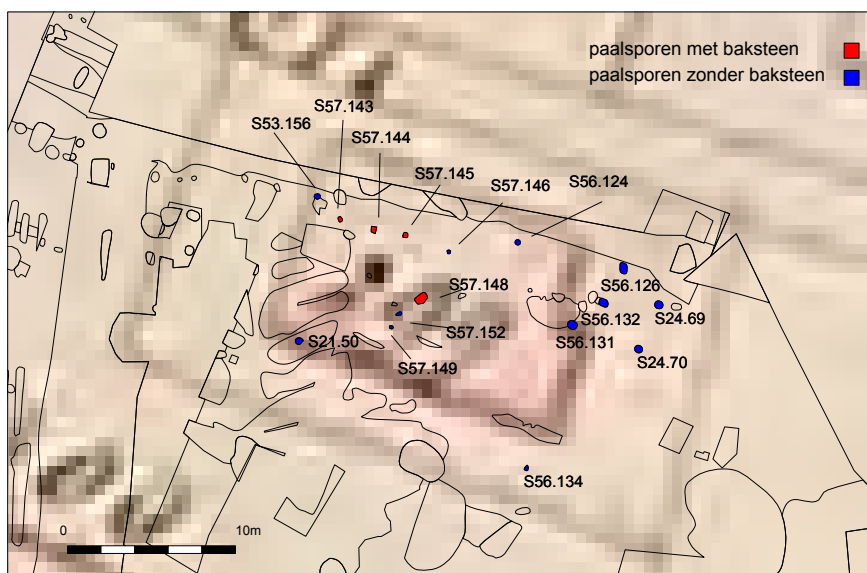 paalsporen met baksteen
paalsporen zonder baksteen
S57.143
S53.156
S57.144
S57.145
S57.146
S56.124
S57.148
S56.126
S56.132
S24.69
S57.152
S56.131
S21.50
S24.70
S57.149
S56.134
0
10m